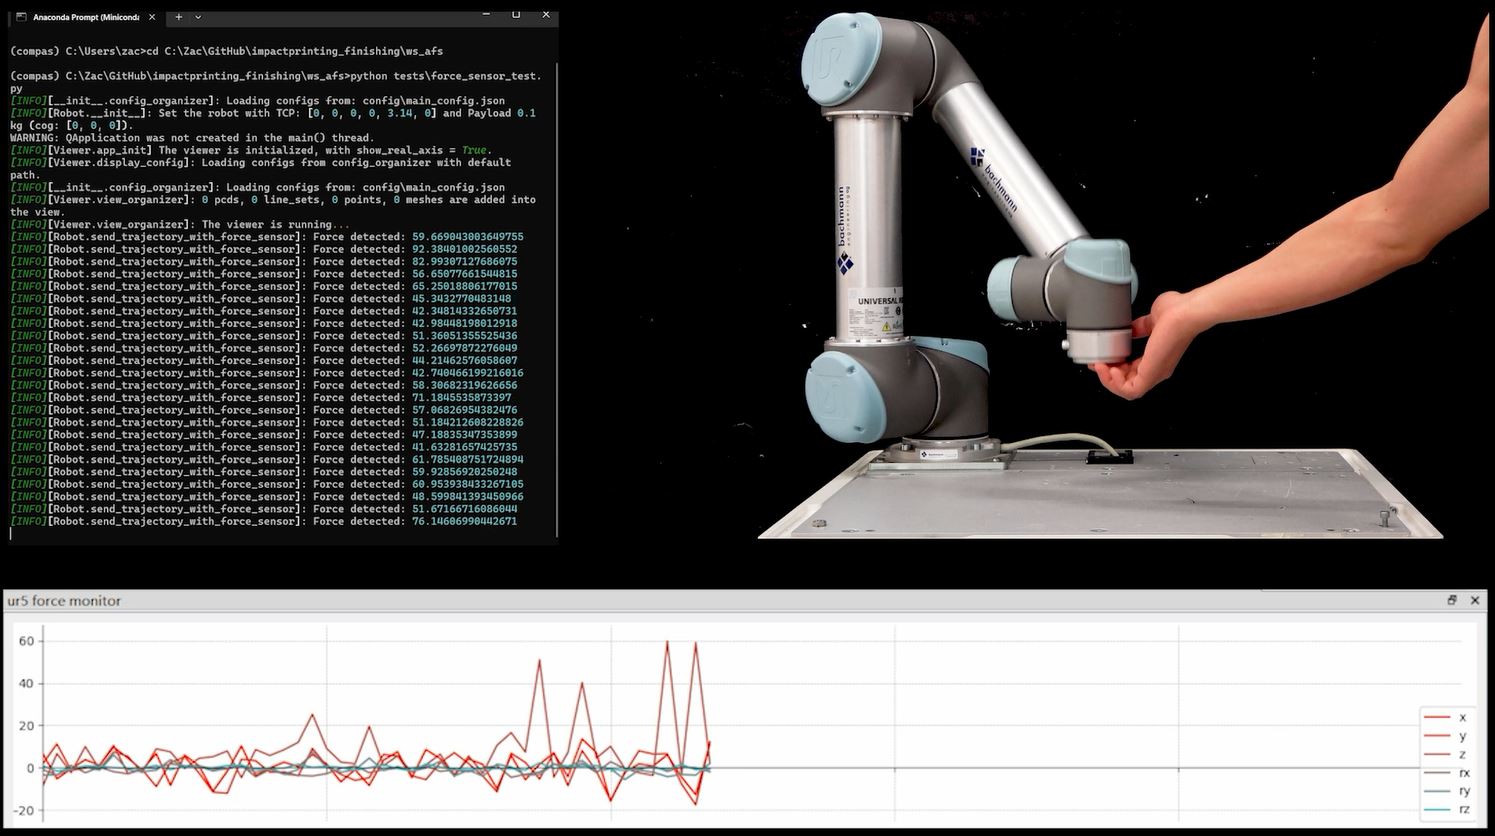 Anaconda Prompt (Minicond
(compas) C:\Users\zac>cd C:\Zac\GitHub\impactprinting_finishing\ws_afs
(compas) C:\Zac\GitHub\impactprinting_finishing\ws_afs>python tests\force_sensor_test.
py
[INFO][__init__.config_organizer]: Loading configs from: config\main_config.json
[INFO][Robot.__init__]: Set the robot with TCP: [0, 0, 0, 0, 3.14, 0] and Payload 0.1
kg (cog: [0, 0, 0]).
WARNING: QApplication was not created in the main() thread.
[INFO][Viewer.app_init] The viewer is initialized, with show_real_axis = True.
[INFO][Viewer.display_config]: Loading configs from config_organizer with default
path.
[INFO][__init__.config_organizer]: Loading configs from: config\main_config.json
[INFO][Viewer.view_organizer]: 0 pcds, 0 line_sets, 0 points, 0 meshes are added into
the view.
[INFO][Viewer.view_organizer]: The viewer is running...
[INFO][Robot.send_trajectory_with_force_sensor]: Force detected: 59.669043003649755
[INFO][Robot.send_trajectory_with_force_sensor]: Force detected: 92.38401002560552
[INFO][Robot.send_trajectory_with_force_sensor]: Force detected: 82.99307127686075
[INFO][Robot.send_trajectory_with_force_sensor]: Force detected: 56.65077661544815
[INFO][Robot.send_trajectory_with_force_sensor]: Force detected: 65.25018806177015
[INFO][Robot.send_trajectory_with_force_sensor]: Force detected: 45.3432770483148
[INFO][Robot.send_trajectory_with_force_sensor]: Force detected: 42.34814332650731
[INFO][Robot.send_trajectory_with_force_sensor]: Force detected: 42.98448198012918
[INFO][Robot.send_trajectory_with_force_sensor]: Force detected: 51.36051355525436
[INFO][Robot.send_trajectory_with_force_sensor]: Force detected: 52.26697872276049
[INFO][Robot.send_trajectory_with_force_sensor]: Force detected: 44.21462576058607
[INFO][Robot.send_trajectory_with_force_sensor]: Force detected: 42.740466199216016
[INFO][Robot.send_trajectory_with_force_sensor]: Force detected: 58.30682319626656
[INFO][Robot.send_trajectory_with_force_sensor]: Force detected: 71.1845535873397
[INFO][Robot.send_trajectory_with_force_sensor]: Force detected: 57.06826954382476
[INFO][Robot.send_trajectory_with_force_sensor]: Force detected: 51.184212608228826
[INFO][Robot.send_trajectory_with_force_sensor]: Force detected: 47.18835347353899
[INFO][Robot.send_trajectory_with_force_sensor]: Force detected: 41.63281657425735
[INFO][Robot.send_trajectory_with_force_sensor]: Force detected: 61.785408751724894
[INFO][Robot.send_trajectory_with_force_sensor]: Force detected: 59.92856920250248
[INFO][Robot.send_trajectory_with_force_sensor]: Force detected: 60.953938433267105
[INFO][Robot.send_trajectory_with_force_sensor]: Force detected: 48.599841393450966
[INFO][Robot.send_trajectory_with_force_sensor]: Force detected: 51.67166716086044
[INFO][Robot.send_trajectory_with_force_sensor]: Force detected: 76.14606990442671
bachmann
engineering ag
bachmann
UNIVERSAL
bachmann
ur5 force monitor
60
40
20
0
-20
x
y
z
rx
ry
rz